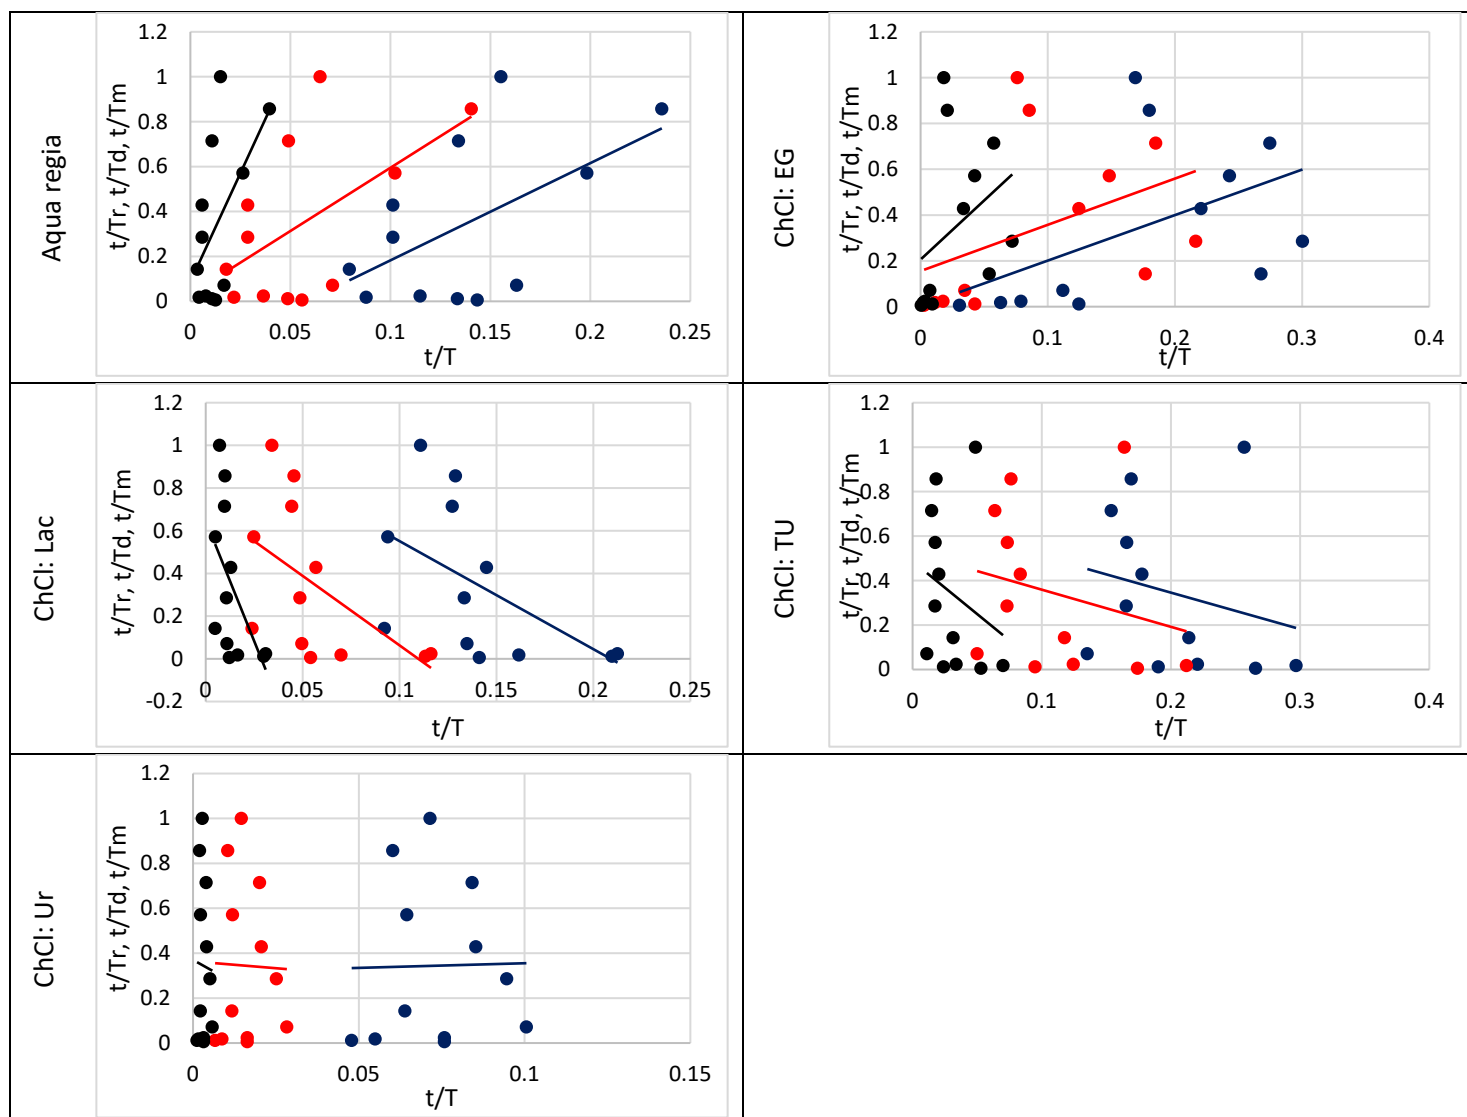 Aqua regia
t/Tr, t/Td, t/Tm
1.2
1
0.8
0.6
0.4
0.2
0
0 0.05 0.1 0.15 0.2 0.25
t/T
ChCl: EG
t/Tr, t/Td, t/Tm
1.2
1
0.8
0.6
0.4
0.2
0
0 0.1 0.2 0.3 0.4
t/T
ChCl: Lac
t/Tr, t/Td, t/Tm
1.2
1
0.8
0.6
0.4
0.2
0
-0.2
0 0.05 0.1 0.15 0.2 0.25
t/T
ChCl: TU
t/Tr, t/Td, t/Tm
1.2
1
0.8
0.6
0.4
0.2
0
0 0.1 0.2 0.3 0.4
t/T
ChCl: Ur
t/Tr, t/Td, t/Tm
1.2
1
0.8
0.6
0.4
0.2
0
0 0.05 0.1 0.15
t/T